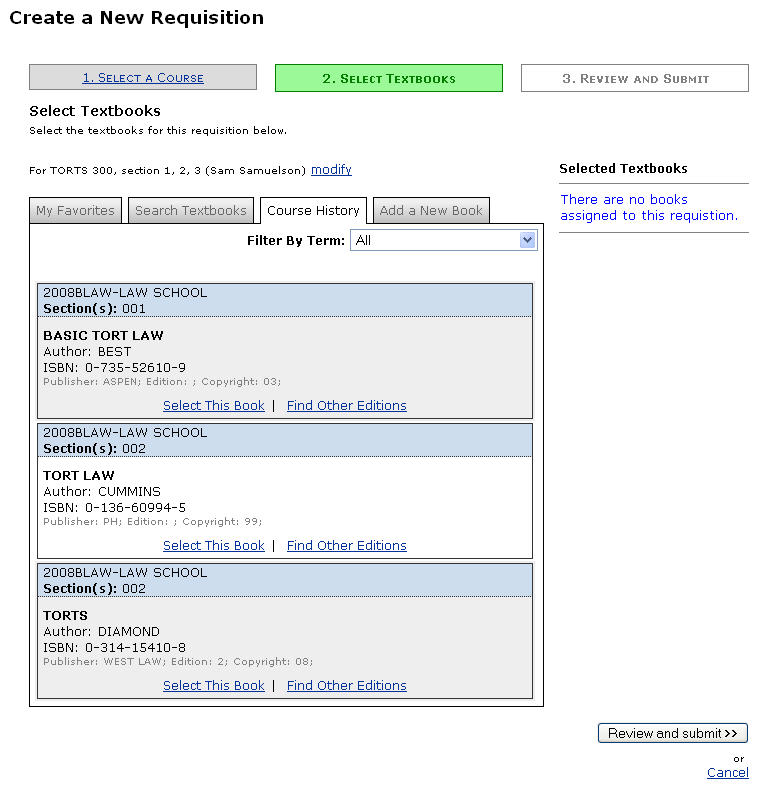 Create a New Requisition
1. Select a Course
2. Select Textbooks
3. Review and Submit
Select Textbooks
Select the textbooks for this requisition below.
For TORTS 300, section 1, 2, 3 (Sam Samuelson) modify
My Favorites
Search Textbooks
Course History
Add a New Book
Filter By Term: All
2008BLAW-LAW SCHOOL
Section(s): 001
BASIC TORT LAW
Author: BEST
ISBN: 0-735-52610-9
Publisher: ASPEN; Edition: ; Copyright: 03;
Select This Book | Find Other Editions
2008BLAW-LAW SCHOOL
Section(s): 002
TORT LAW
Author: CUMMINS
ISBN: 0-136-60994-5
Publisher: PH; Edition: ; Copyright: 99;
Select This Book | Find Other Editions
2008BLAW-LAW SCHOOL
Section(s): 002
TORTS
Author: DIAMOND
ISBN: 0-314-15410-8
Publisher: WEST LAW; Edition: 2; Copyright: 08;
Select This Book | Find Other Editions
Selected Textbooks
There are no books
assigned to this requistion.
Review and submit >>
or
Cancel